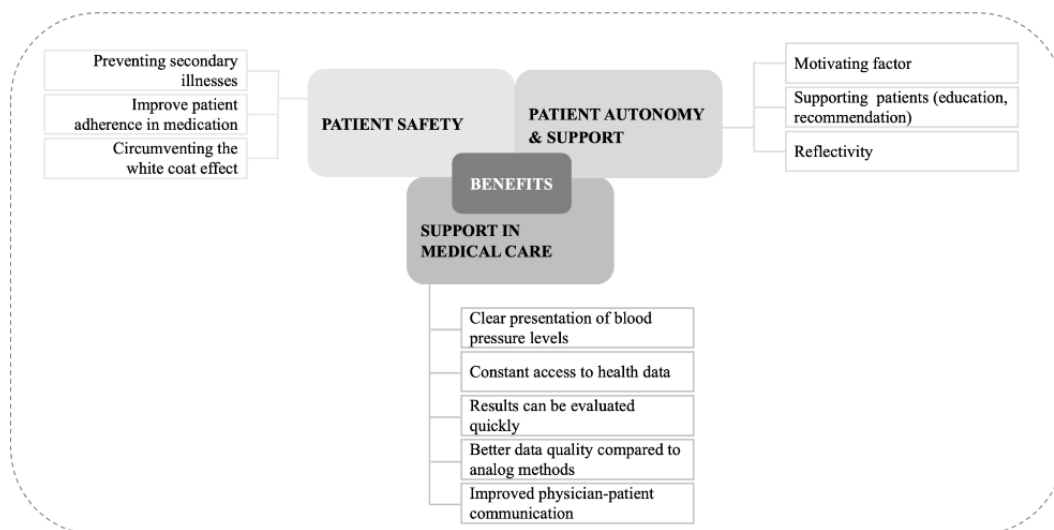 Preventing secondary
illnesses
Improve patient
adherence in medication
Circumventing the
white coat effect
PATIENT SAFETY
PATIENT AUTONOMY
& SUPPORT
Motivating factor
Supporting patients (education,
recommendation)
Reflectivity
BENEFITS
SUPPORT IN
MEDICAL CARE
Clear presentation of blood
pressure levels
Constant access to health data
Results can be evaluated
quickly
Better data quality compared to
analog methods
Improved physician-patient
communication